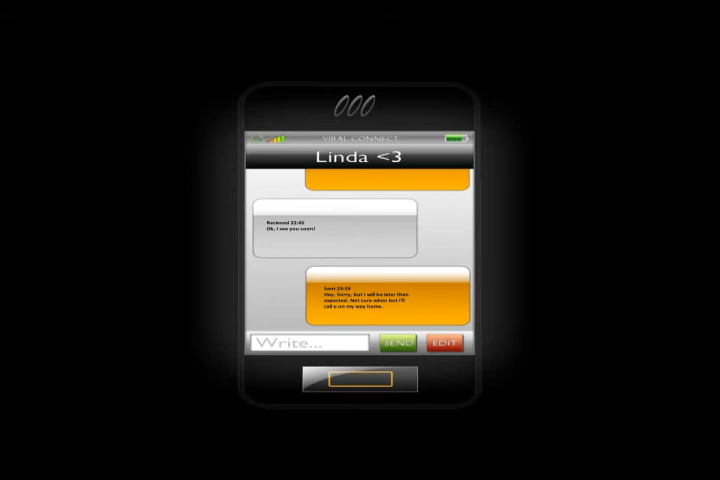 000
VIRAL CONNECT
Linda <3
Recieved 22:45
Ok, I see you soon!
Sent 23:59
Hey. Sorry, but I will be later than
expected. Not sure when but I'll
call u on my way home.
Write...
SEND
EDIT